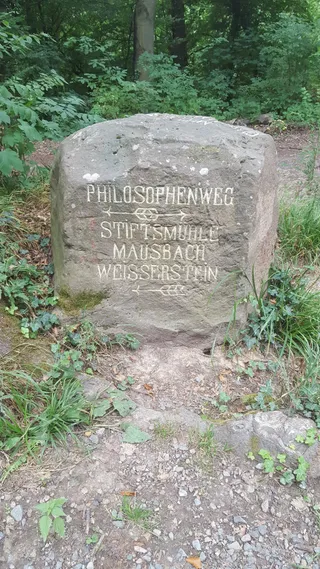 PHILOSOPHENWEG
STIFTSMÜHLE
MAUSBACH
WEISSERSTEIN